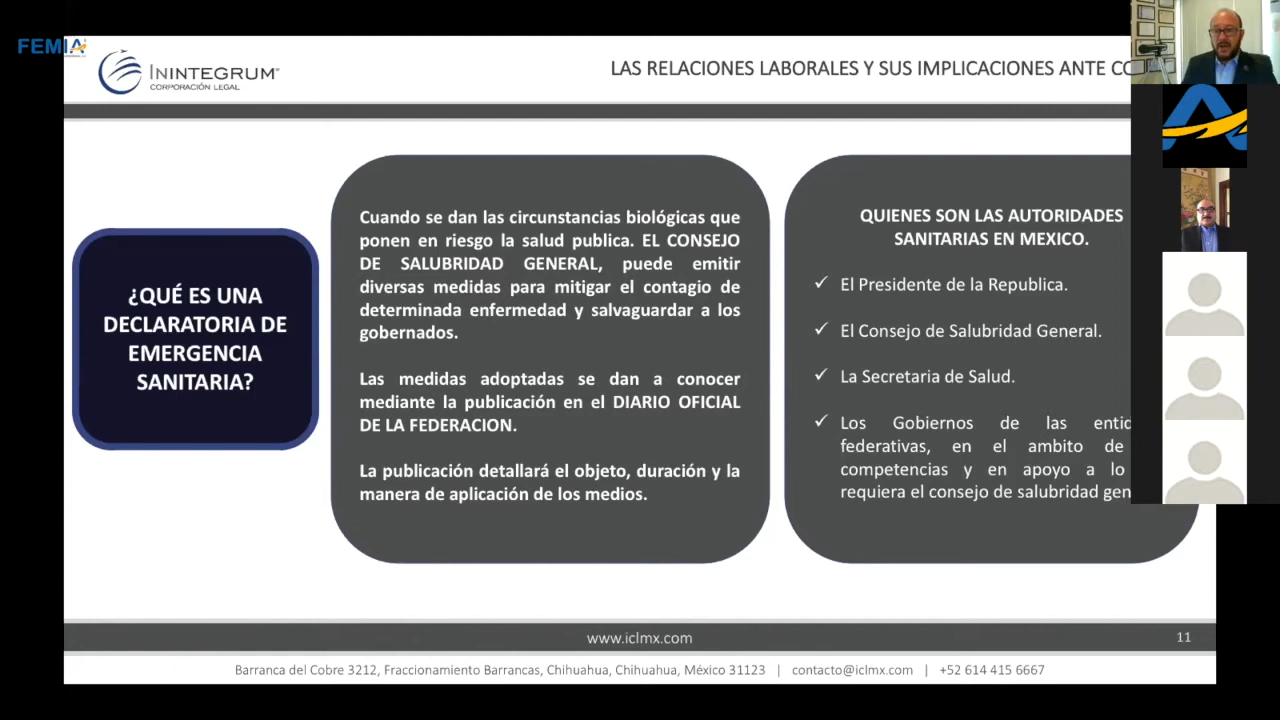 FEMIA
ININTEGRUM
CORPORACIÓN LEGAL
LAS RELACIONES LABORALES Y SUS IMPLICACIONES ANTE
¿QUÉ ES UNA
DECLARATORIA DE
EMERGENCIA
SANITARIA?
Cuando se dan las circunstancias biológicas que
ponen en riesgo la salud publica. EL CONSEJO
DE SALUBRIDAD GENERAL, puede emitir
diversas medidas para mitigar el contagio de
determinada enfermedad y salvaguardar a los
gobernados.
Las medidas adoptadas se dan a conocer
mediante la publicación en el DIARIO OFICIAL
DE LA FEDERACION.
La publicación detallará el objeto, duración y la
manera de aplicación de los medios.
QUIENES SON LAS AUTORIDADES
SANITARIAS EN MEXICO.
✓ El Presidente de la Republica.
✓ El Consejo de Salubridad General.
✓ La Secretaria de Salud.
✓ Los Gobiernos de las
federativas, en el ambito de
competencias y en apoyo a lo
requiera el consejo de salubridad
www.iclmx.com
11
Barranca del Cobre 3212, Fraccionamiento Barrancas, Chihuahua, Chihuahua, México 31123 | contacto@iclmx.com | +52 614 415 6667